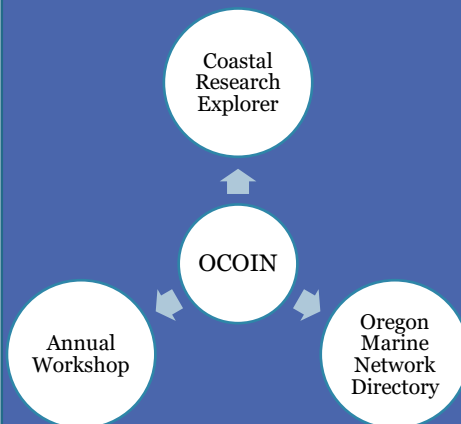 Coastal
Research
Explorer
OCOIN
Annual
Workshop
Oregon
Marine
Network
Directory